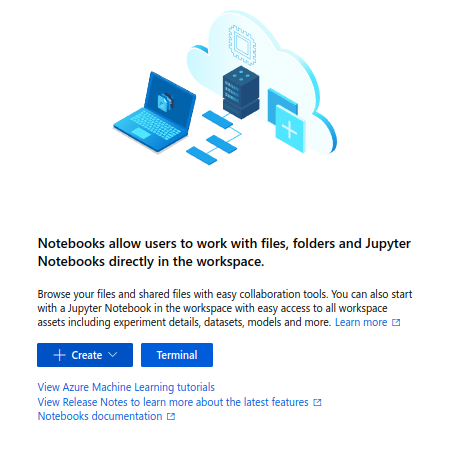 Notebooks allow users to work with files, folders and Jupyter
Notebooks directly in the workspace.
Browse your files and shared files with easy collaboration tools. You can also start
with a Jupyter Notebook in the workspace with easy access to all workspace
assets including experiment details, datasets, models and more. Learn more
Create
Terminal
View Azure Machine Learning tutorials
View Release Notes to learn more about the latest features
Notebooks documentation